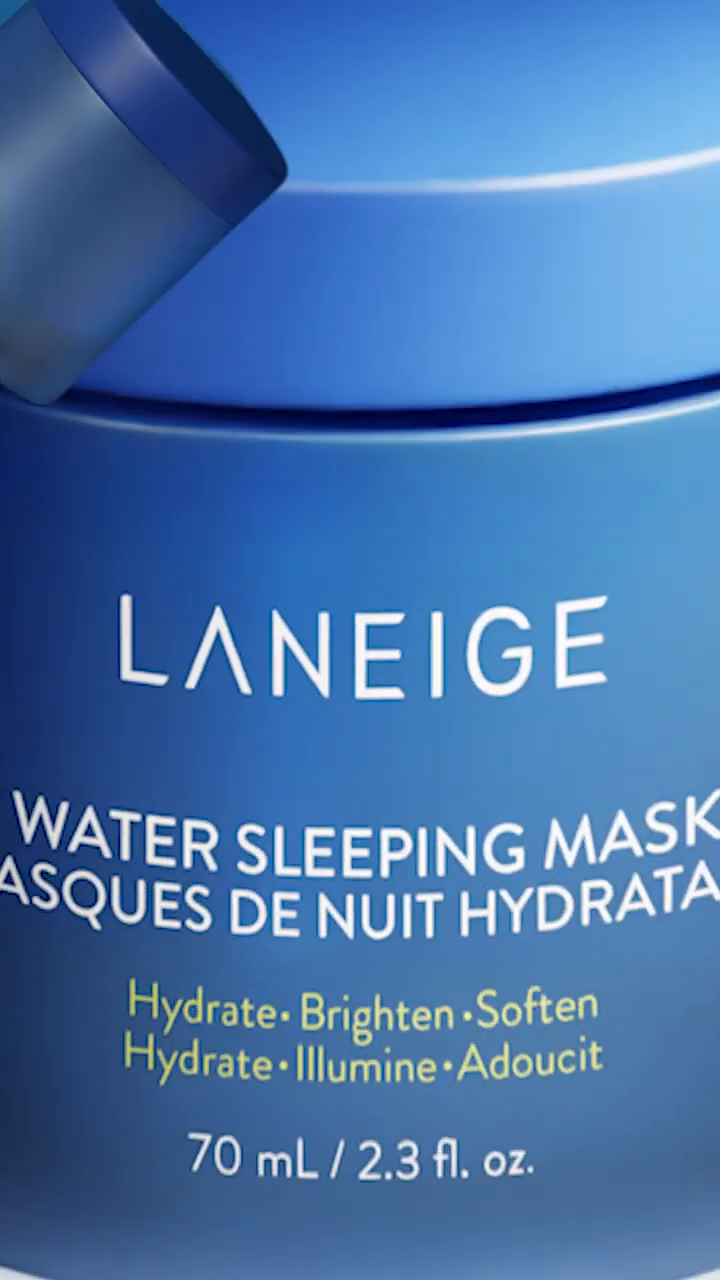 LANEIGE
WATER SLEEPING MASK
ASQUES DE NUIT HYDRATA
Hydrate · Brighten · Soften
Hydrate · Illumine · Adoucit
70 mL / 2.3 fl. oz.